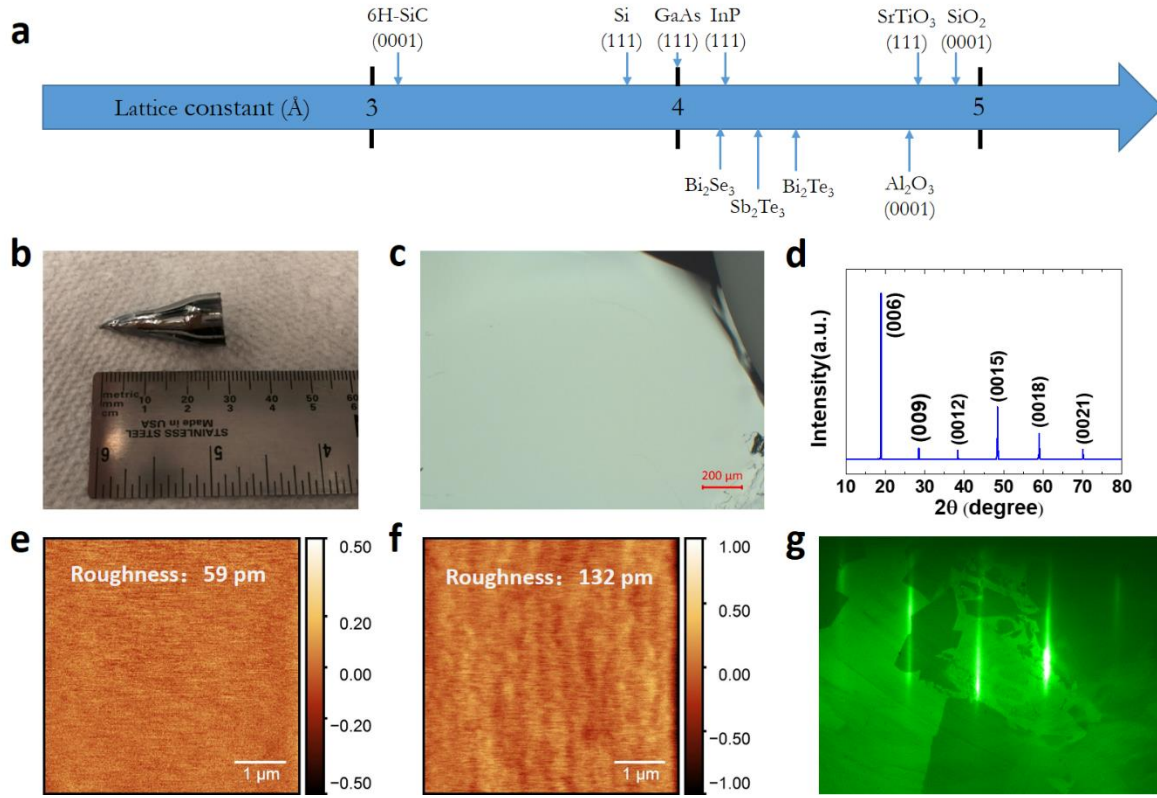 a
6H-SiC
(0001)
Si
(111)
GaAs
(111)
InP
(111)
SrTiO₃
(111)
SiO₂
(0001)
Lattice constant (Å)
3
4
5
Bi₂Se₃
Sb₂Te₃
Bi₂Te₃
Al₂O₃
(0001)
b
metric
mm
cm
10
1
20
2
30
3
40
4
50
5
60
STAINLESS STEEL
Made in USA
6
5
4
c
200 µm
d
Intensity(a.u.)
(006)
(009)
(0012)
(0015)
(0018)
(0021)
10 20 30 40 50 60 70 80
2θ (degree)
e
Roughness： 59 pm
1 µm
0.50
0.20
0.00
−0.20
−0.50
f
Roughness： 132 pm
1 µm
1.00
0.50
0.00
−0.50
−1.00
g